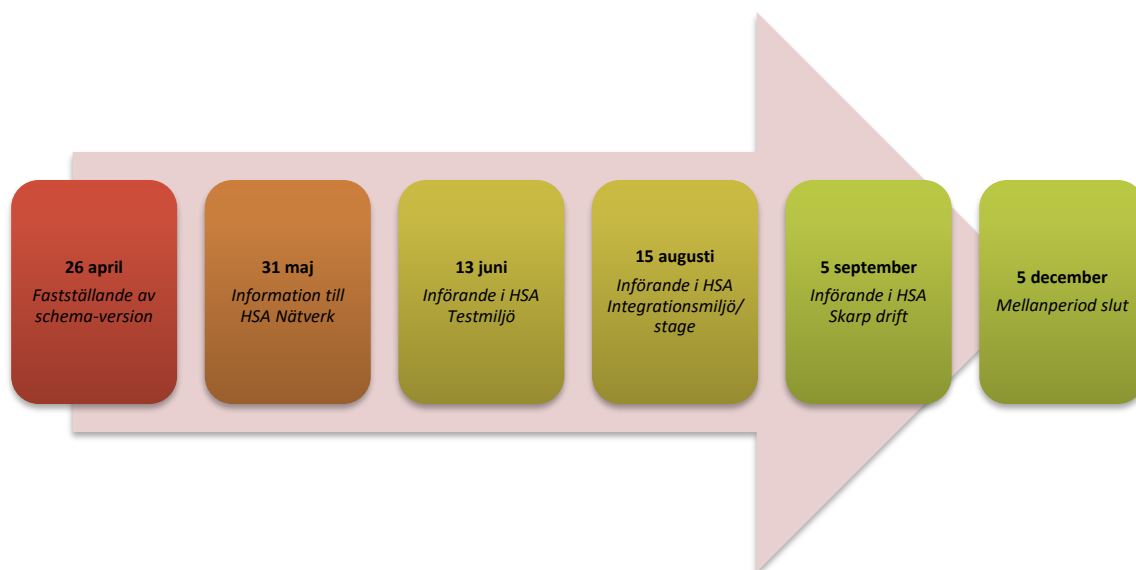 26 april
Fastställande av
schema-version
31 maj
Information till
HSA Nätverk
13 juni
Införande i HSA
Testmiljö
15 augusti
Införande i HSA
Integrationsmiljö/
stage
5 september
Införande i HSA
Skarp drift
5 december
Mellanperiod slut